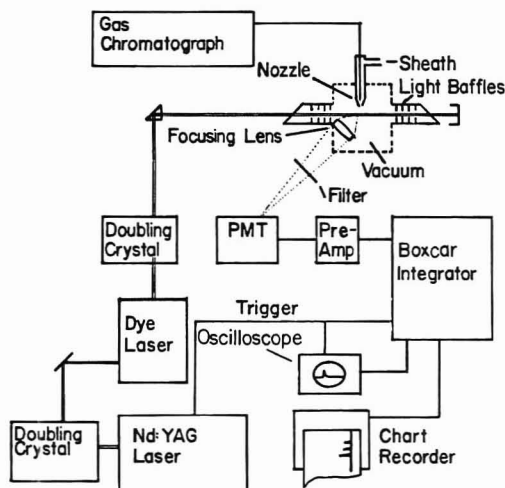 Gas
Chromatograph
Sheath
Nozzle
Light Baffles
Focusing Lens
Vacuum
Filter
Doubling
Crystal
PMT
Pre-
Amp
Boxcar
Integrator
Trigger
Dye
Laser
Oscilloscope
Doubling
Crystal
Nd:YAG
Laser
Chart
Recorder